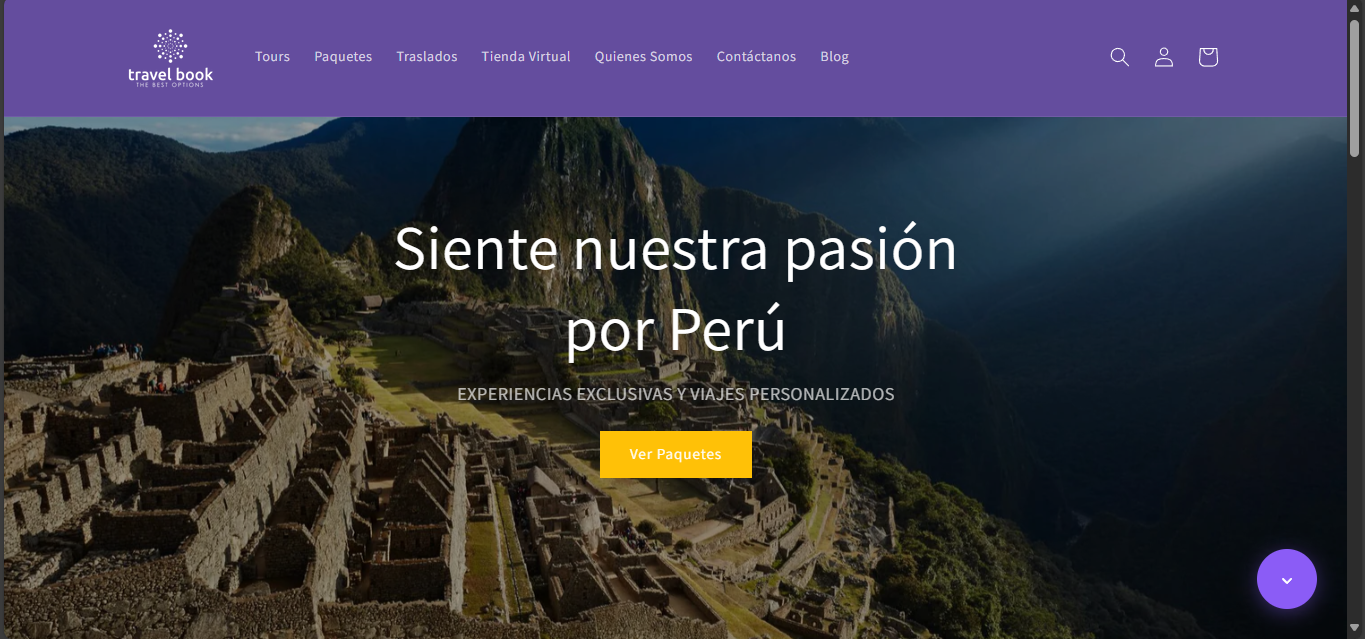 travel book
THE BEST OPTIONS
Tours Paquetes Traslados Tienda Virtual Quienes Somos Contáctanos Blog
Siente nuestra pasión
por Perú
EXPERIENCIAS EXCLUSIVAS Y VIAJES PERSONALIZADOS
Ver Paquetes